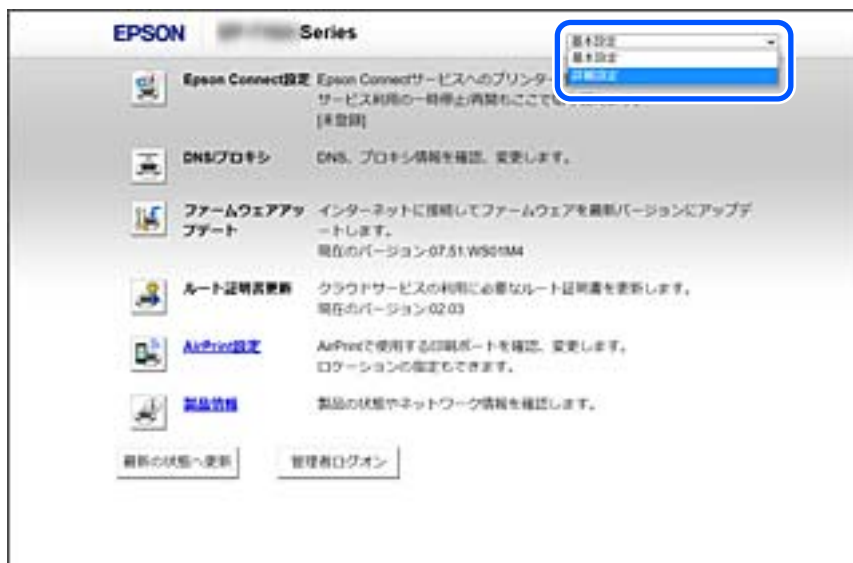 EPSON Series
基本設定
基本設定
詳細設定
Epson Connect設定 Epson Connectサービスへのプリンター
サービス利用の一時停止/再開もここで
[未登録]
DNS/プロキシ DNS、プロキシ情報を確認、変更します。
ファームウェアアップデート インターネットに接続してファームウェアを最新バージョンにアップデ
ートします。
現在のバージョン:07.51.WS01M4
ルート証明書更新 クラウドサービスの利用に必要なルート証明書を更新します。
現在のバージョン:02.03
AirPrint設定 AirPrintで使用する印刷ポートを確認、変更します。
ロケーションの指定もできます。
製品情報 製品の状態やネットワーク情報を確認します。
最新の状態へ更新 管理者ログオン